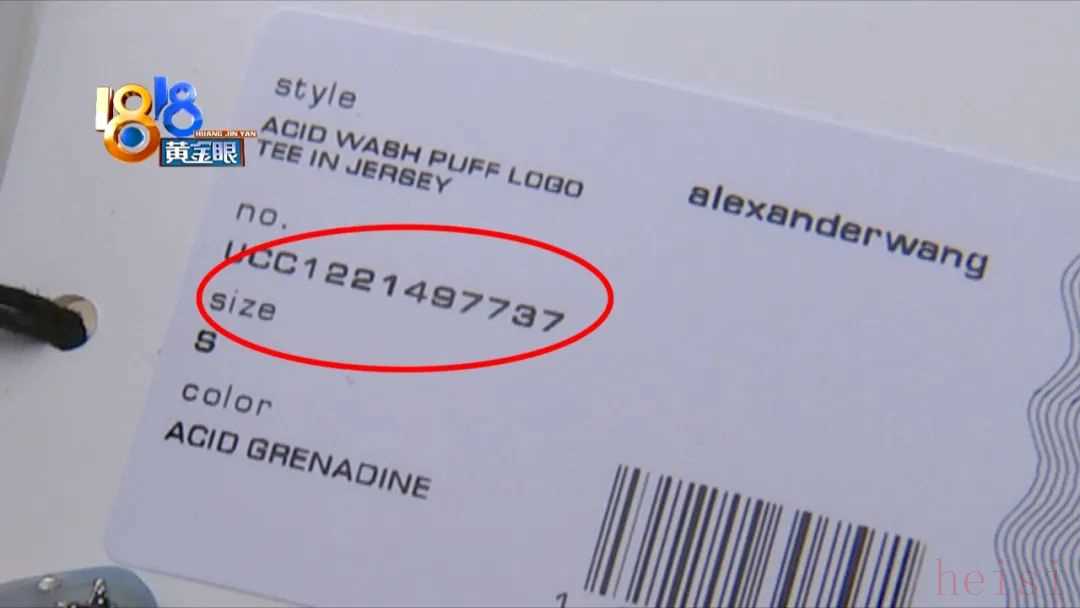 1818
HUANG JIN YAN
黄金眼
style
ACID WASH PUFF LOGO
TEE IN JERSEY
alexanderwang
no.
UCC1221497737
size
S
color
ACID GRENADINE
1
heisi